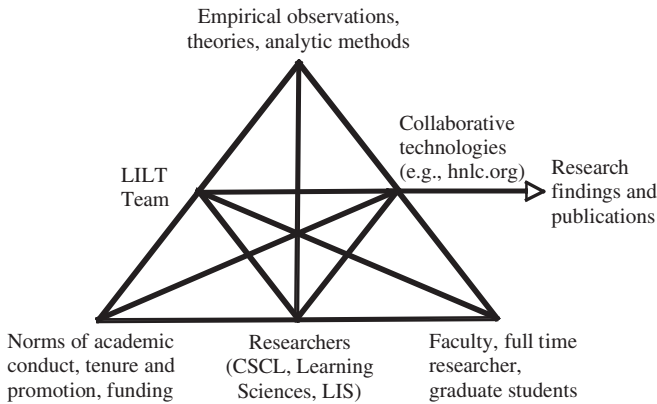 Empirical observations,
theories, analytic methods
Collaborative
technologies
(e.g., hnlc.org)
LILT
Team
Research
findings and
publications
Norms of academic
conduct, tenure and
promotion, funding
Researchers
(CSCL, Learning
Sciences, LIS)
Faculty, full time
researcher,
graduate students